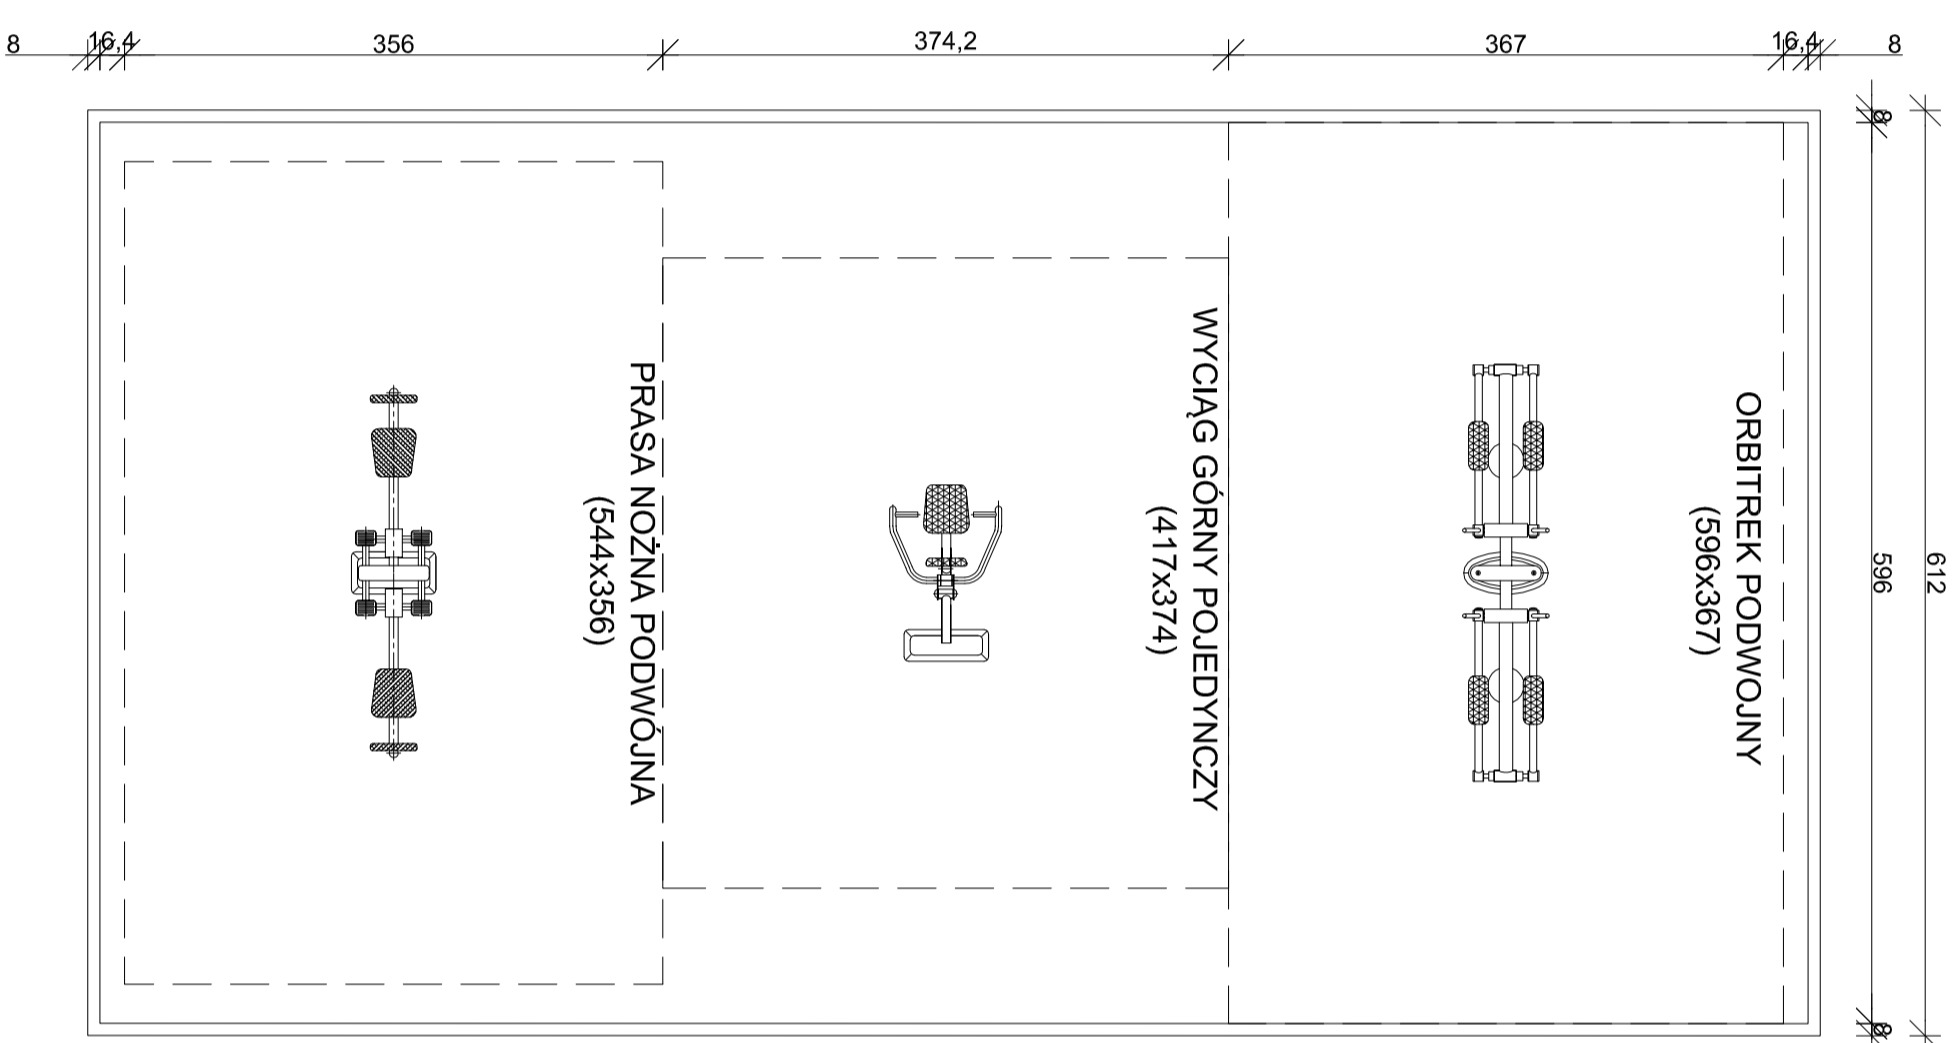 8
16,4
356
374,2
367
16,4
8
8
596
612
8
PRASA NOŻNA PODWÓJNA
(544x356)
WYCIĄG GÓRNY POJEDYNCZY
(417x374)
ORBITREK PODWOJNY
(596x367)